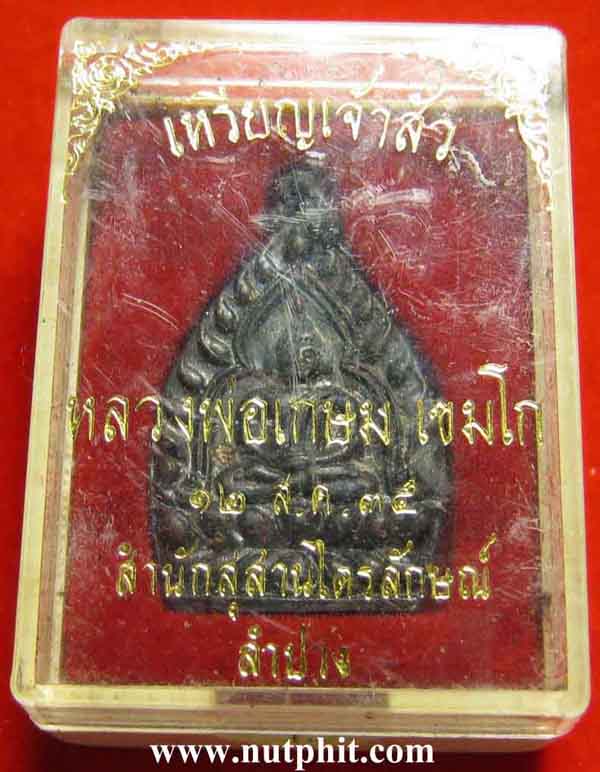 เหรียญเจ้าสัว
หลวงพ่อเกษม เขมโก
๑๒ ส.ค.๓๕
สำนักสุสานไตรลักษณ์
ลำปาง
www.nutphit.com